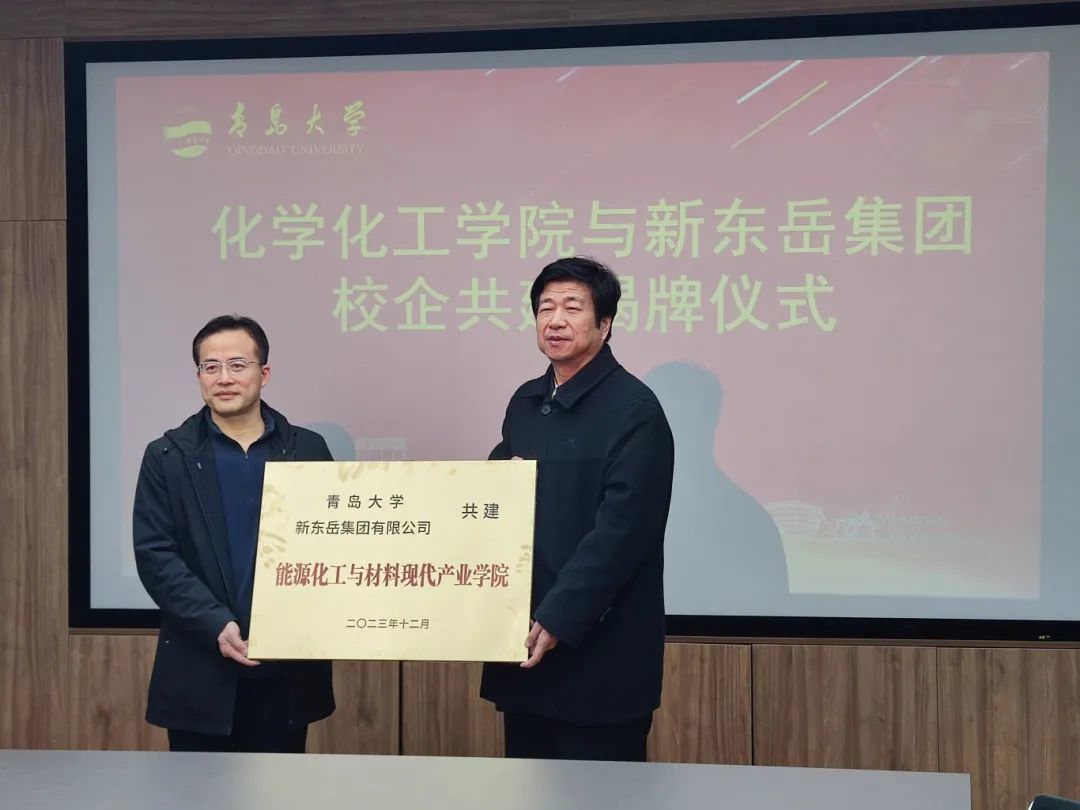 青岛大学
QINGDAO UNIVERSITY
化学化工学院与新东岳集团
校企共建揭牌仪式
青岛大学
新东岳集团有限公司
共建
能源化工与材料现代产业学院
二〇二三年十二月